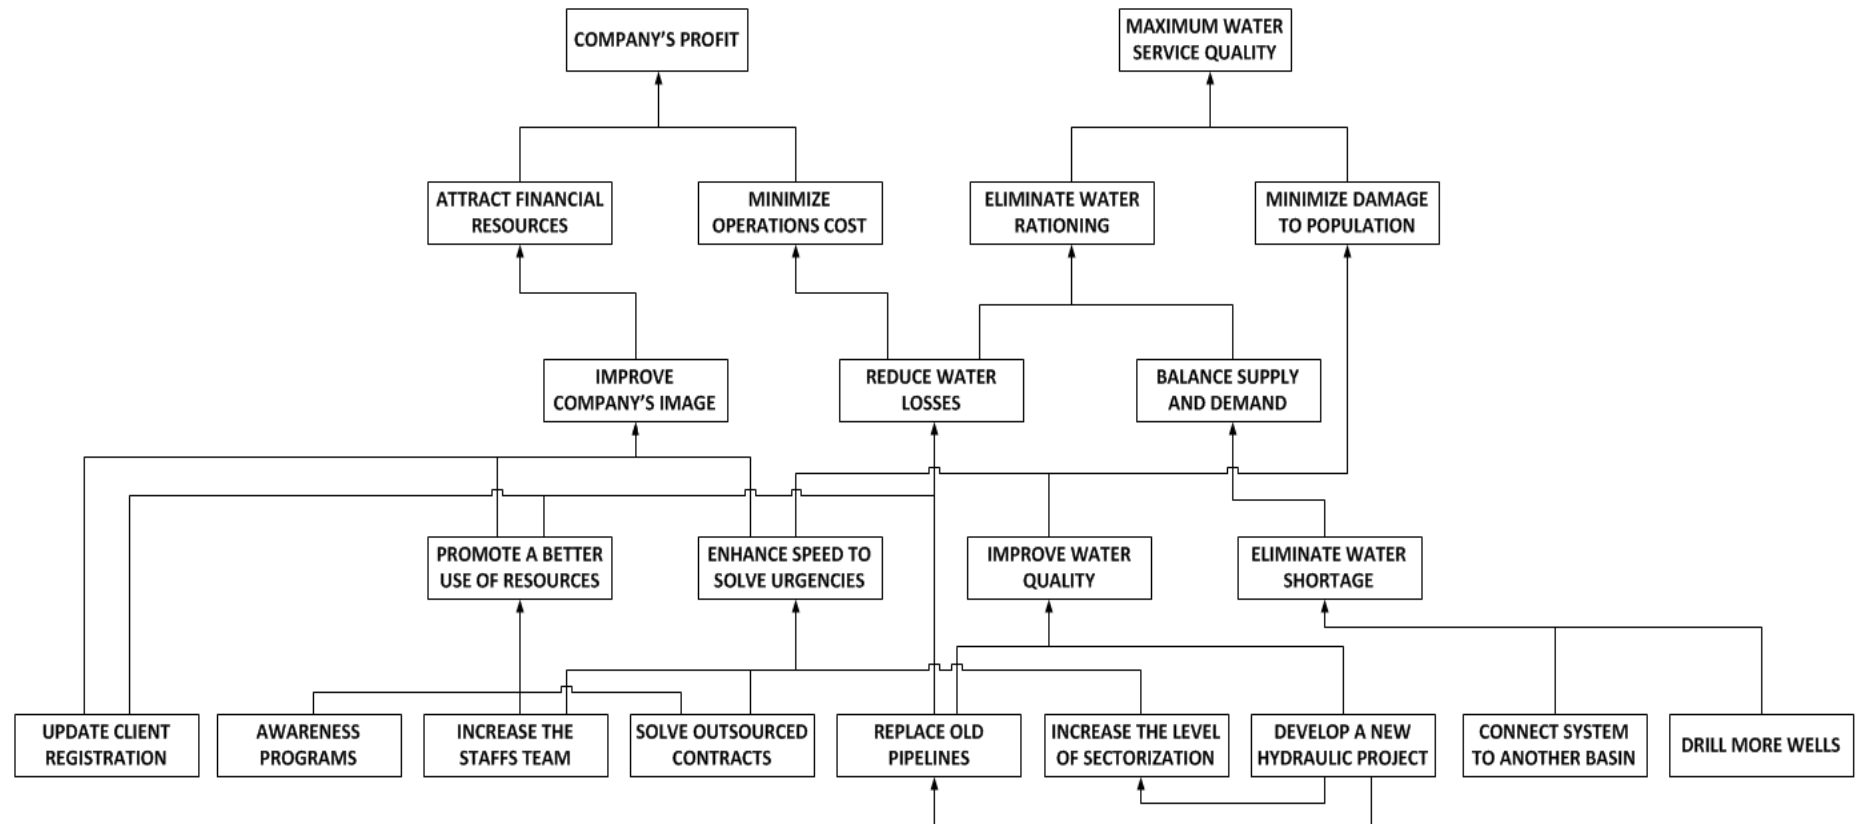 COMPANY'S PROFIT
MAXIMUM WATER
SERVICE QUALITY
ATTRACT FINANCIAL
RESOURCES
MINIMIZE
OPERATIONS COST
ELIMINATE WATER
RATIONING
MINIMIZE DAMAGE
TO POPULATION
IMPROVE
COMPANY'S IMAGE
REDUCE WATER
LOSSES
BALANCE SUPPLY
AND DEMAND
PROMOTE A BETTER
USE OF RESOURCES
ENHANCE SPEED TO
SOLVE URGENCIES
IMPROVE WATER
QUALITY
ELIMINATE WATER
SHORTAGE
UPDATE CLIENT
REGISTRATION
AWARENESS
PROGRAMS
INCREASE THE
STAFFS TEAM
SOLVE OUTSOURCED
CONTRACTS
REPLACE OLD
PIPELINES
INCREASE THE LEVEL
OF SECTORIZATION
DEVELOP A NEW
HYDRAULIC PROJECT
CONNECT SYSTEM
TO ANOTHER BASIN
DRILL MORE WELLS